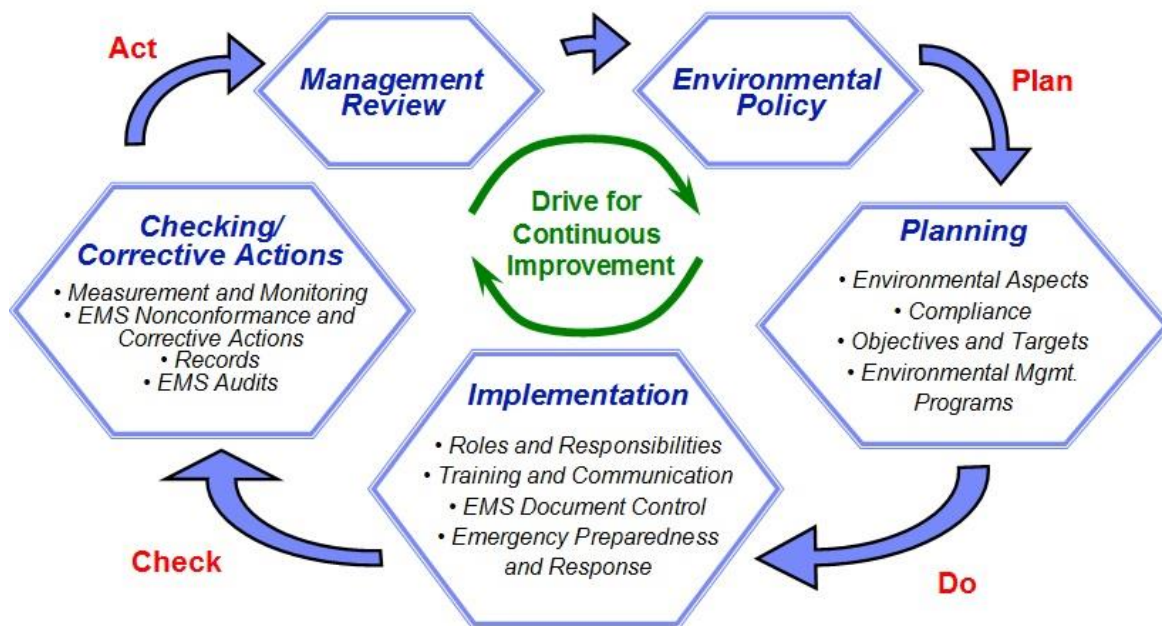 Act
Management
Review
Environmental
Policy
Plan
Drive for
Continuous
Improvement
Checking/
Corrective Actions
• Measurement and Monitoring
• EMS Nonconformance and
Corrective Actions
• Records
• EMS Audits
Planning
• Environmental Aspects
• Compliance
• Objectives and Targets
• Environmental Mgmt.
Programs
Implementation
• Roles and Responsibilities
• Training and Communication
• EMS Document Control
• Emergency Preparedness
and Response
Check
Do